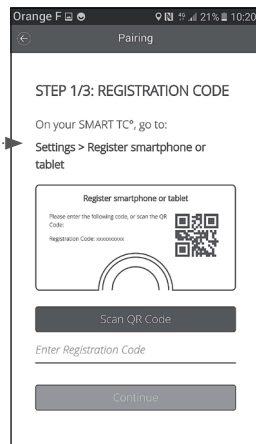 Orange F 21% 10:20
Pairing
STEP 1/3: REGISTRATION CODE
On your SMART TC°, go to:
Settings > Register smartphone or
tablet
Register smartphone or tablet
Please enter the following code, or scan the QR
Code:
Registration Code: xxxxxxxxxx
Scan QR Code
Enter Registration Code
Continue